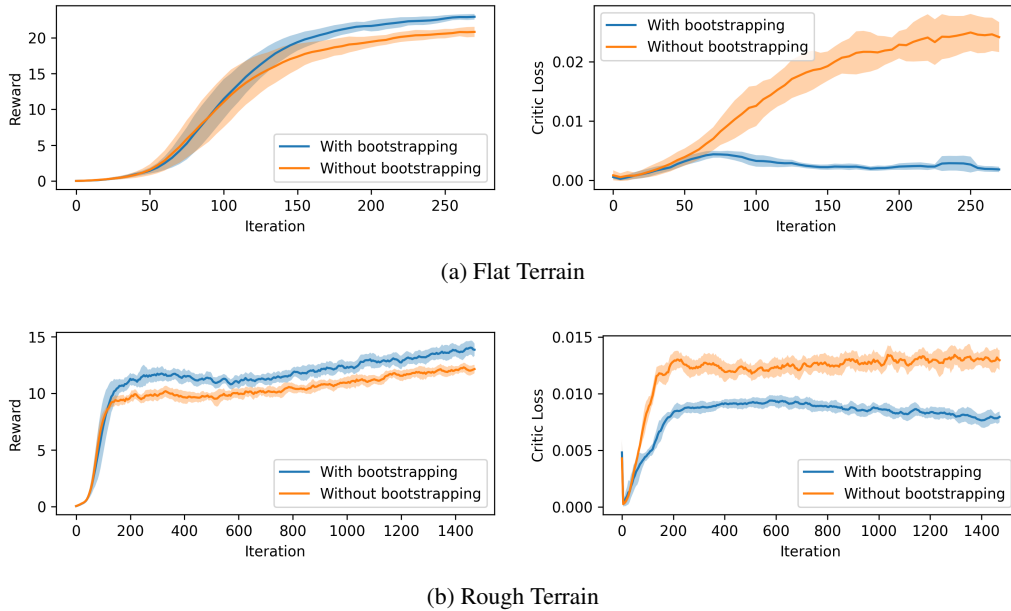 Reward
20
15
10
5
0
0
50
100
150
200
250
Iteration
With bootstrapping
Without bootstrapping
Critic Loss
0.02
0.01
0.00
0
50
100
150
200
250
Iteration
With bootstrapping
Without bootstrapping
(a) Flat Terrain
Reward
15
10
5
0
0
200
400
600
800
1000
1200
1400
Iteration
With bootstrapping
Without bootstrapping
Critic Loss
0.015
0.010
0.005
0.000
0
200
400
600
800
1000
1200
1400
Iteration
With bootstrapping
Without bootstrapping
(b) Rough Terrain